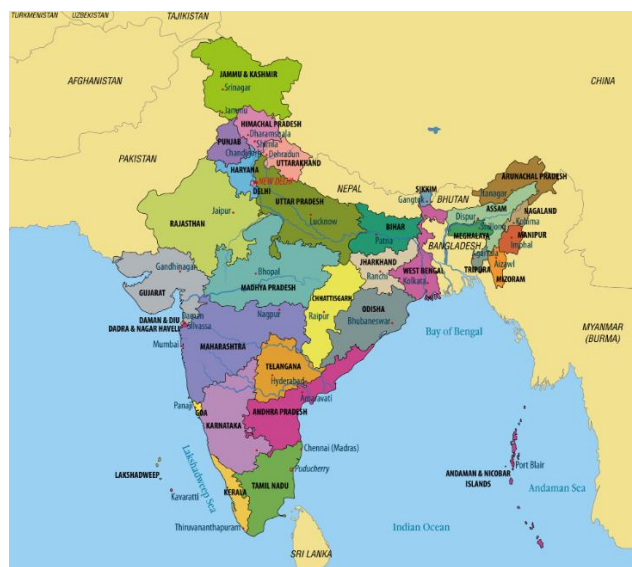 TURKMENISTAN
UZBEKISTAN
TAJIKISTAN
AFGHANISTAN
CHINA
JAMMU & KASHMIR
Srinagar
Jammu
HIMACHAL PRADESH
Dharamshala
Shimla
PUNJAB
Chandigarh
Dehradun
UTTARAKHAND
PAKISTAN
HARYANA
NEW DELHI
DELHI
NEPAL
SIKKIM
Gangtok
BHUTAN
ARUNACHAL PRADESH
Itanagar
ASSAM
Dispur
NAGALAND
Kohima
Shillong
MEGHALAYA
MANIPUR
Imphal
BANGLADESH
Agartala
TRIPURA
Aizawl
MIZORAM
RAJASTHAN
Jaipur
UTTAR PRADESH
Lucknow
BIHAR
Patna
JHARKHAND
Ranchi
WEST BENGAL
Kolkata
Gandhinagar
GUJARAT
Bhopal
MADHYA PRADESH
CHHATTISGARH
Raipur
ODISHA
Bhubaneswar
Daman
DAMAN & DIU
DADRA & NAGAR HAVELI
Silvassa
Mumbai
MAHARASHTRA
Nagpur
TELANGANA
Hyderabad
Amaravati
Bay of Bengal
MYANMAR
(BURMA)
Panaji
GOA
KARNATAKA
ANDHRA PRADESH
Chennai (Madras)
Puducherry
LAKSHADWEEP
Kavaratti
Lakshadweep Sea
KERALA
TAMIL NADU
Thiruvananthapuram
SRI LANKA
Indian Ocean
ANDAMAN & NICOBAR
ISLANDS
Port Blair
Andaman Sea